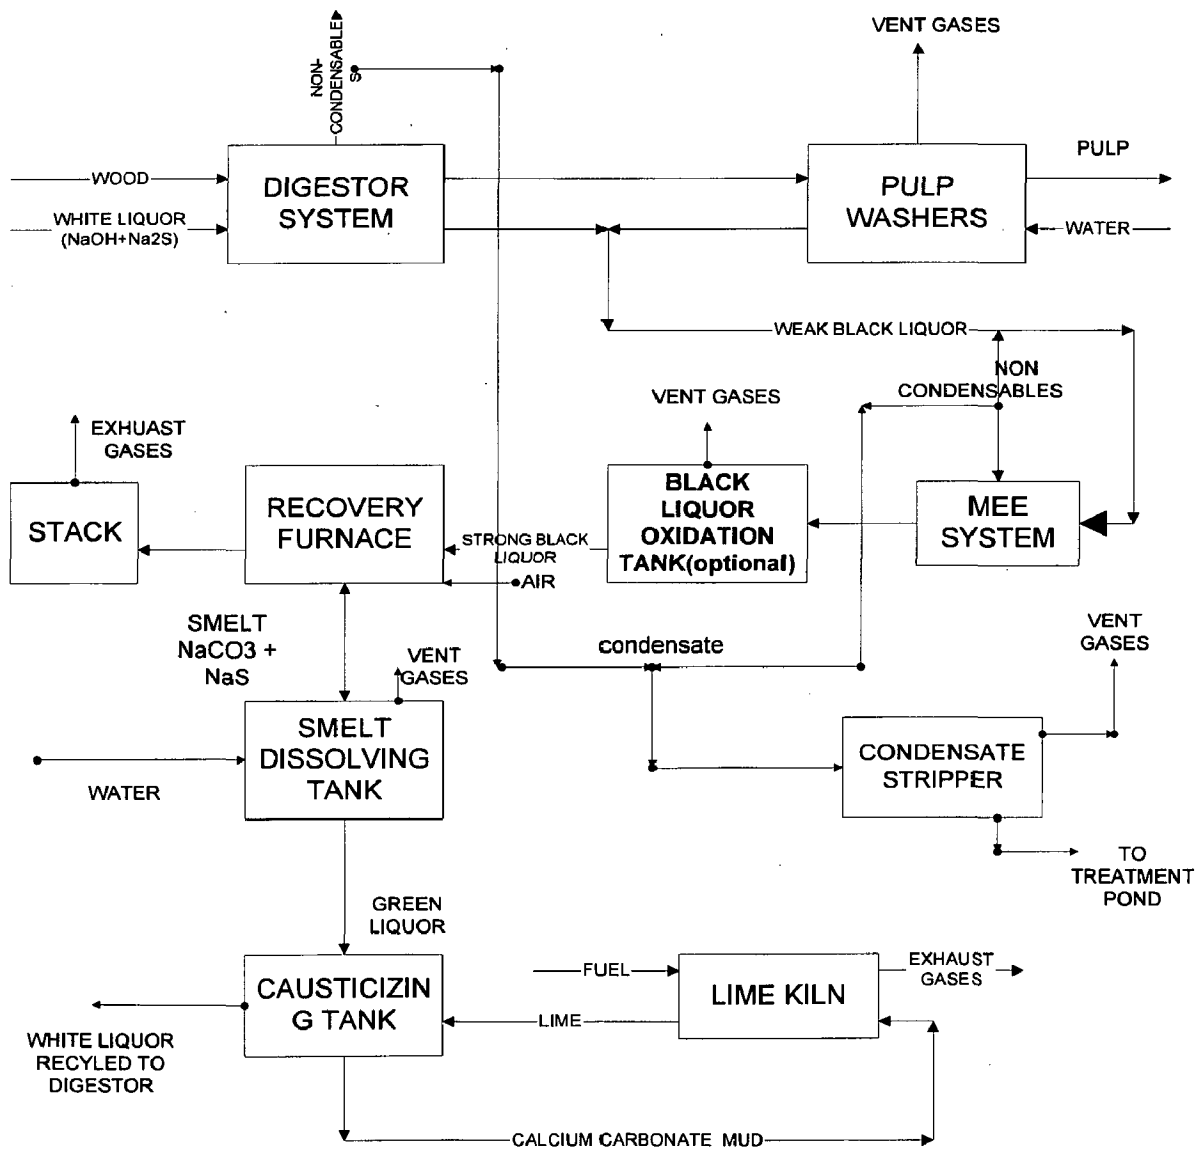 VENT GASES
NON-
CONDENSABLE
S
WOOD
WHITE LIQUOR
(NaOH+Na2S)
DIGESTOR
SYSTEM
PULP
WASHERS
PULP
WATER
WEAK BLACK LIQUOR
NON
CONDENSABLES
VENT GASES
EXHUAST
GASES
STACK
RECOVERY
FURNACE
STRONG BLACK
LIQUOR
AIR
BLACK
LIQUOR
OXIDATION
TANK(optional)
MEE
SYSTEM
SMELT
NaCO3 +
NaS
VENT
GASES
condensate
VENT
GASES
SMELT
DISSOLVING
TANK
WATER
CONDENSATE
STRIPPER
TO
TREATMENT
POND
GREEN
LIQUOR
CAUSTICIZIN
G TANK
FUEL
LIME
LIME KILN
EXHAUST
GASES
WHITE LIQUOR
RECYLED TO
DIGESTOR
CALCIUM CARBONATE MUD